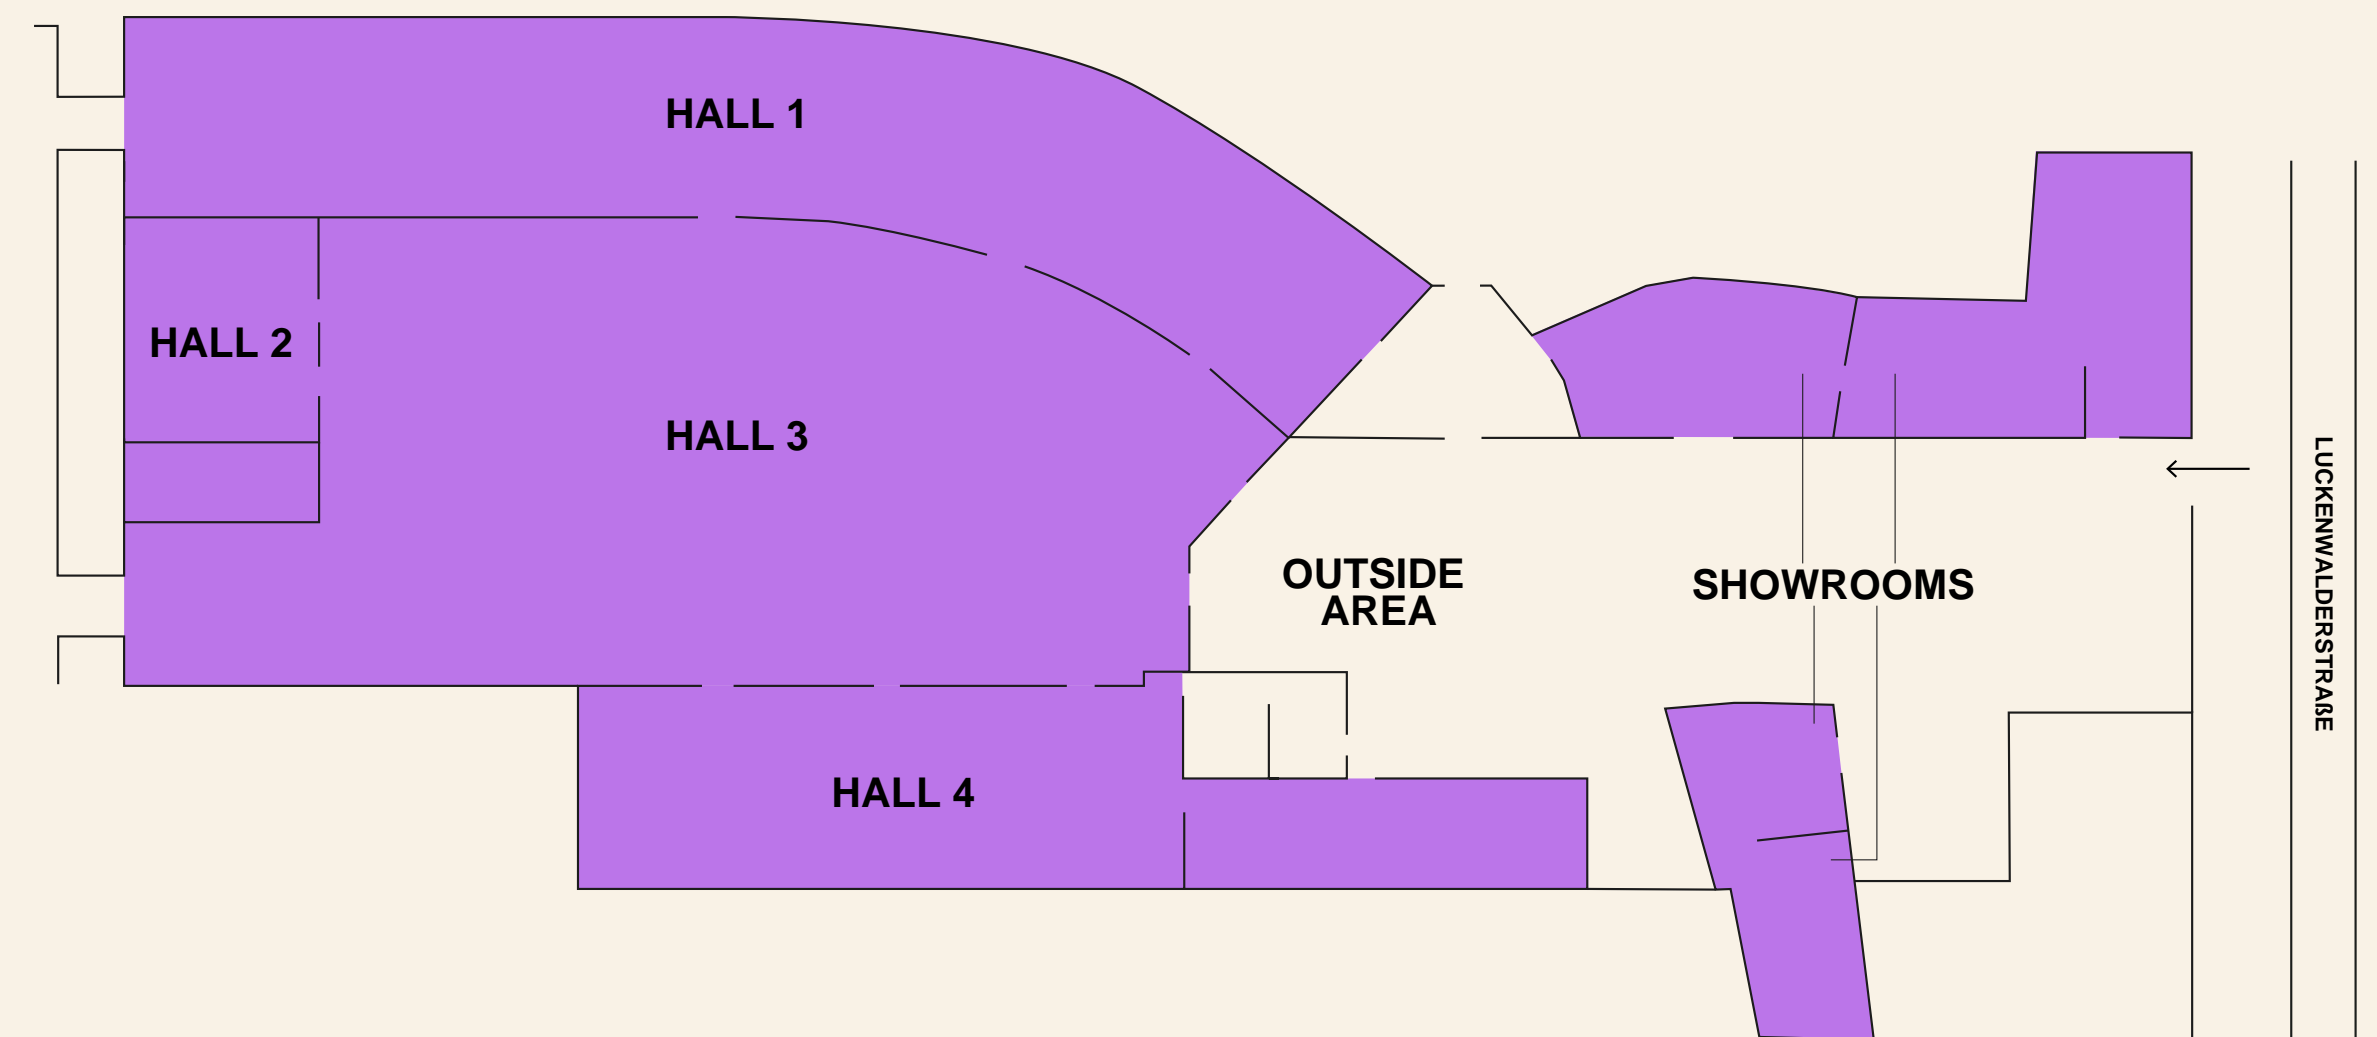 HALL 1
HALL 2
HALL 3
OUTSIDE
AREA
SHOWROOMS
HALL 4
LUCKENWALDERSTRAßE